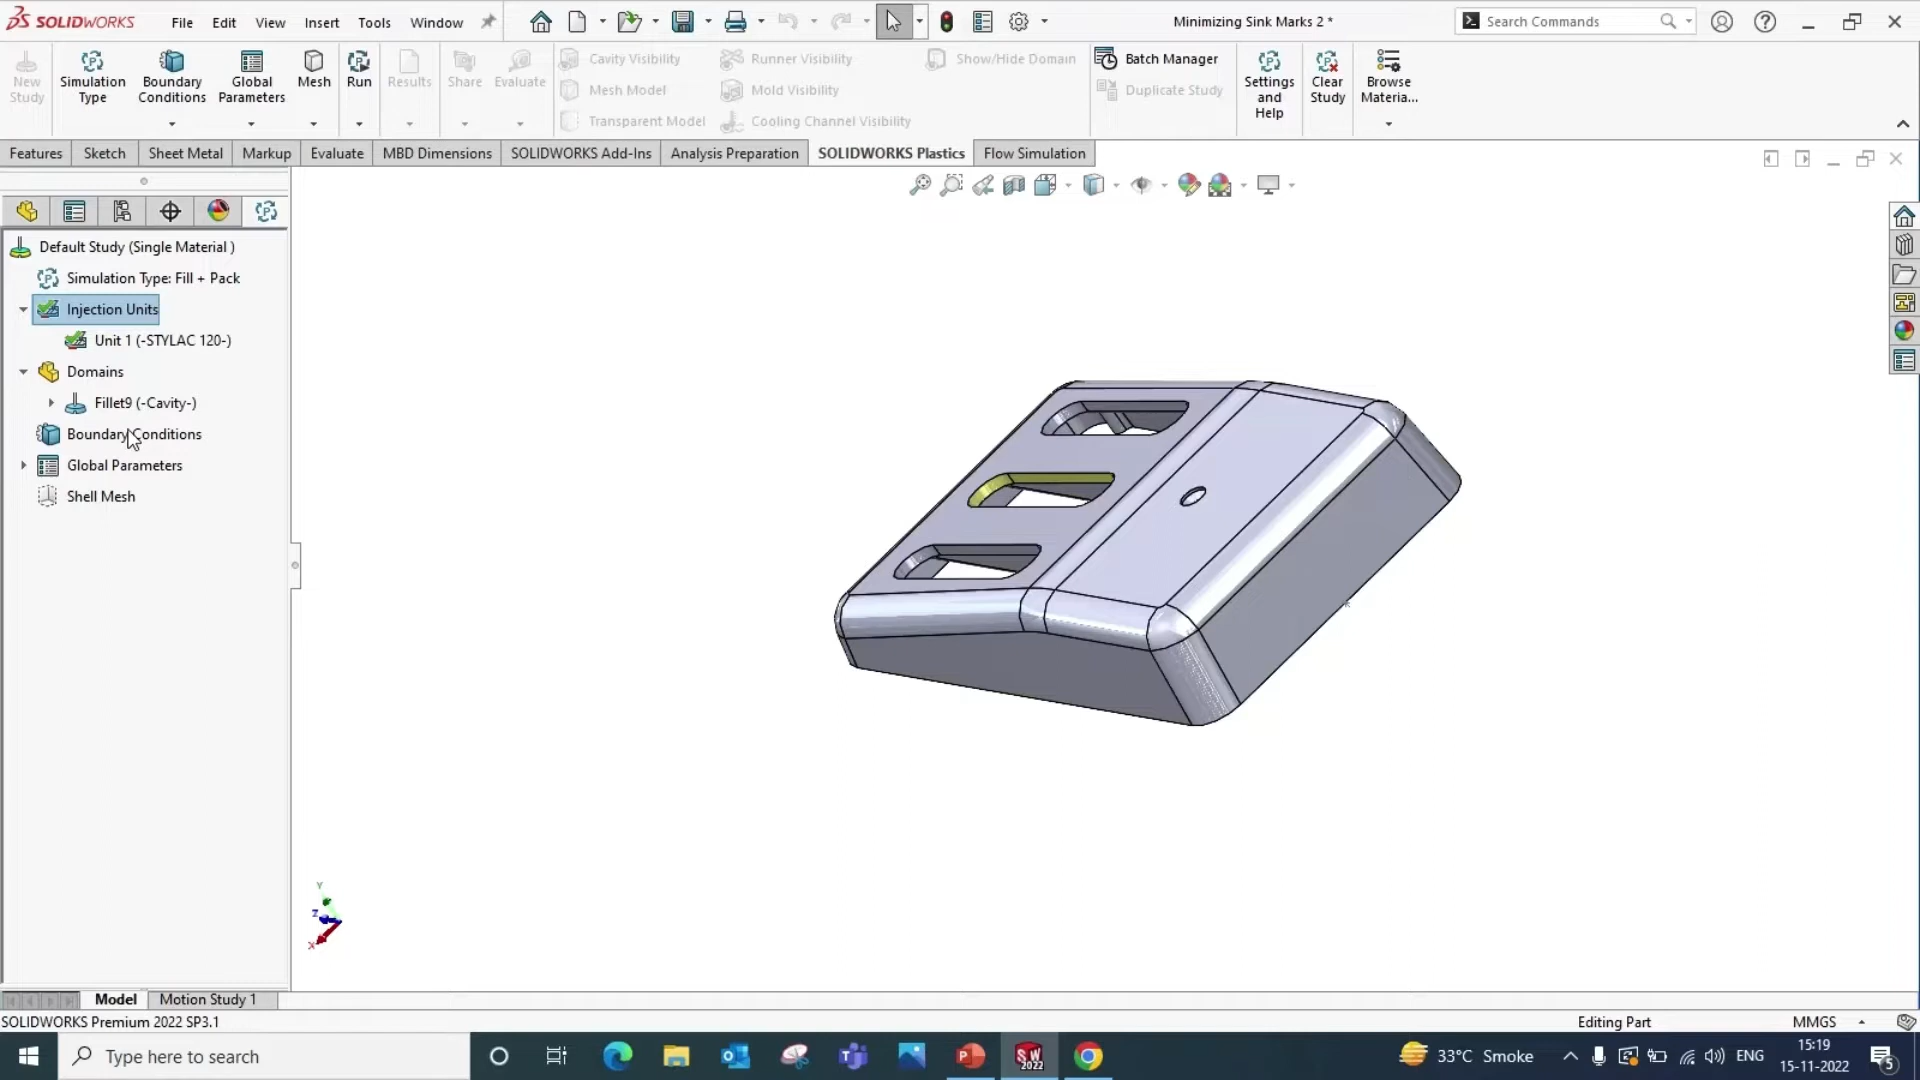 SOLIDWORKS File Edit View Insert Tools Window Minimizing Sink Marks 2 * Search Commands
New Study
Simulation Type
Boundary Conditions
Global Parameters
Mesh
Run
Results
Share
Evaluate
Cavity Visibility
Mesh Model
Transparent Model
Runner Visibility
Mold Visibility
Cooling Channel Visibility
Show/Hide Domain
Batch Manager
Duplicate Study
Settings and Help
Clear Study
Browse Materia...
Features Sketch Sheet Metal Markup Evaluate MBD Dimensions SOLIDWORKS Add-Ins Analysis Preparation SOLIDWORKS Plastics Flow Simulation
Default Study (Single Material )
Simulation Type: Fill + Pack
Injection Units
Unit 1 (-STYLAC 120-)
Domains
Fillet9 (-Cavity-)
Boundary Conditions
Global Parameters
Shell Mesh
Y
Z
X
Model Motion Study 1
SOLIDWORKS Premium 2022 SP3.1 Editing Part MMGS
Type here to search 33°C Smoke ENG 15:19
15-11-2022
5